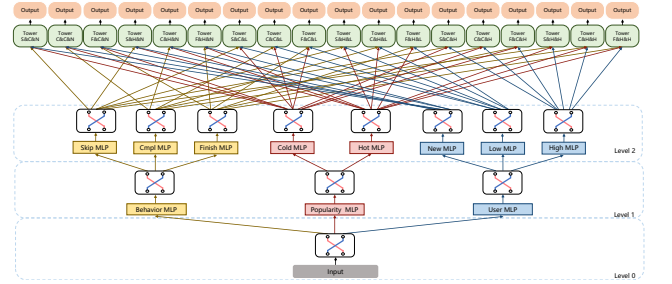 Output Output Output Output Output Output Output Output Output Output Output Output Output Output Output Output Output Output
Tower Tower Tower Tower Tower Tower Tower Tower Tower Tower Tower Tower Tower Tower Tower Tower Tower Tower
S&C&N C&C&N F&C&N S&H&N C&H&N F&H&N S&C&L C&C&L F&C&L S&H&L C&H&L F&H&L S&C&H C&C&H F&C&H S&H&H C&H&H F&H&H
Skip MLP Cmpl MLP Finish MLP Cold MLP Hot MLP New MLP Low MLP High MLP
Level 2
Behavior MLP Popularity MLP User MLP
Level 1
Input
Level 0